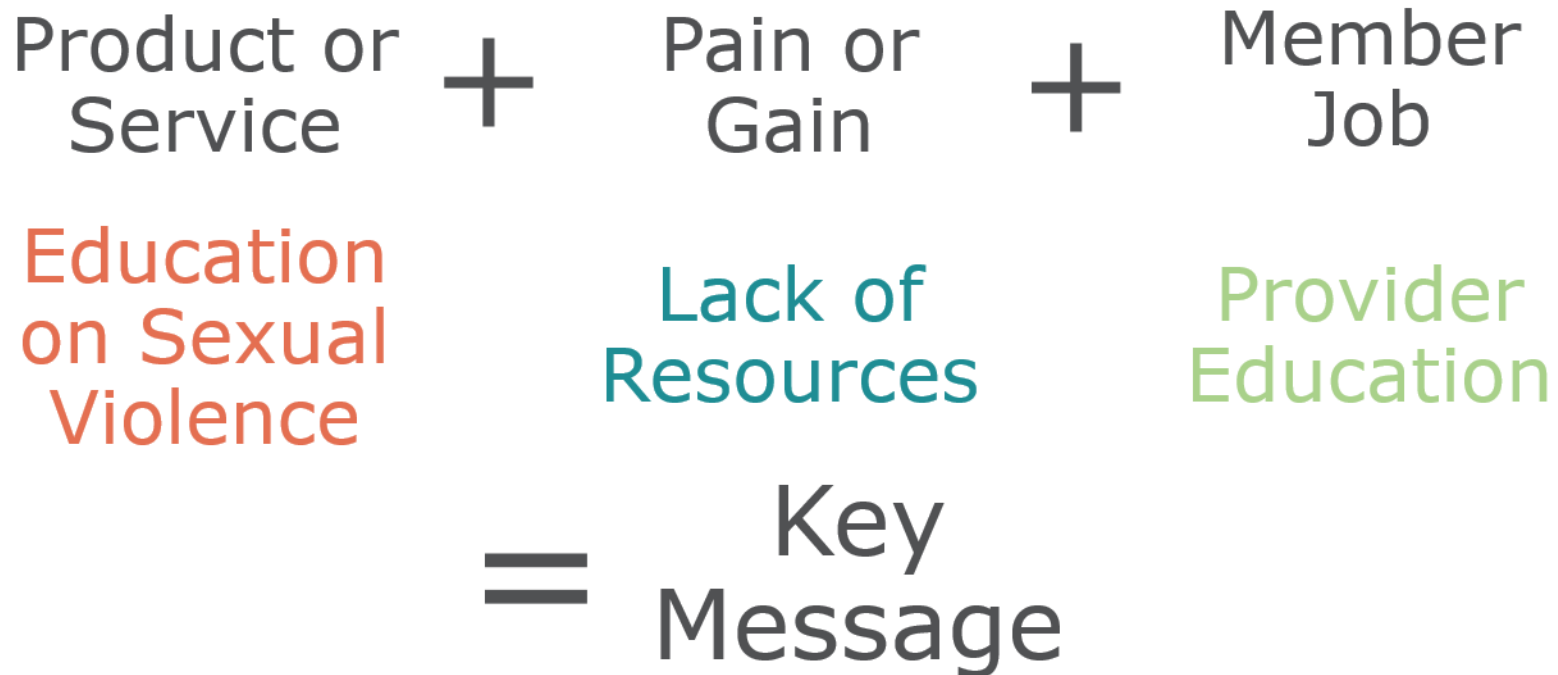 Product or
Service
+
Pain or
Gain
+
Member
Job
Education
on Sexual
Violence
Lack of
Resources
Provider
Education
=
Key
Message